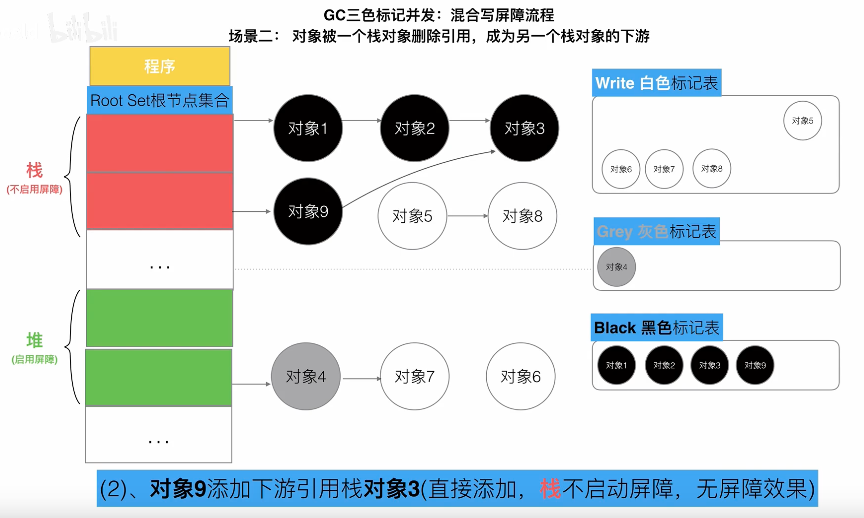 GC三色标记并发：混合写屏障流程
场景二： 对象被一个栈对象删除引用，成为另一个栈对象的下游
bilibili
程序
Root Set根节点集合
栈
(不启用屏障)
...
堆
(启用屏障)
...
对象1
对象2
对象3
对象9
对象5
对象8
对象4
对象7
对象6
Write 白色标记表
对象5
对象6
对象7
对象8
Grey 灰色标记表
对象4
Black 黑色标记表
对象1
对象2
对象3
对象9
(2)、对象9添加下游引用栈对象3(直接添加，栈不启动屏障，无屏障效果)